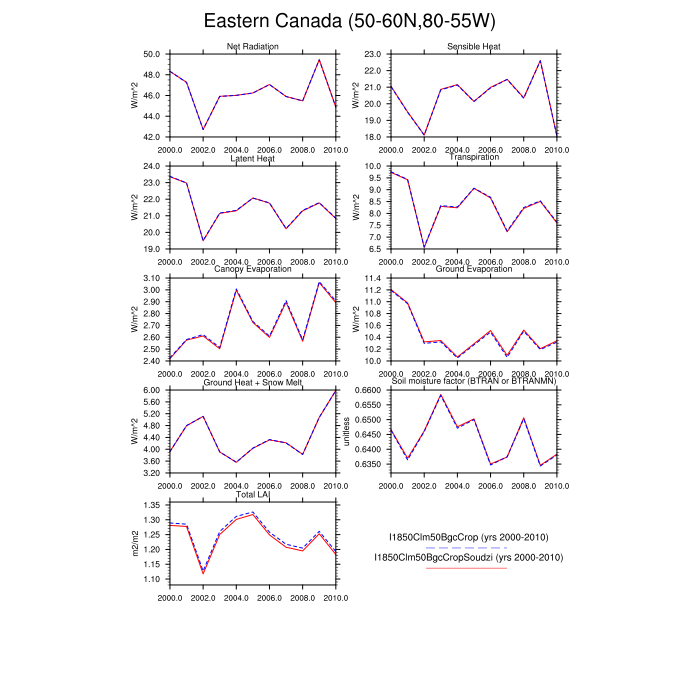 Eastern Canada (50-60N,80-55W)
Net Radiation
W/m^2
50.0
48.0
46.0
44.0
42.0
2000.0 2002.0 2004.0 2006.0 2008.0 2010.0
Sensible Heat
W/m^2
23.0
22.0
21.0
20.0
19.0
18.0
2000.0 2002.0 2004.0 2006.0 2008.0 2010.0
Latent Heat
W/m^2
24.0
23.0
22.0
21.0
20.0
19.0
2000.0 2002.0 2004.0 2006.0 2008.0 2010.0
Transpiration
W/m^2
10.0
9.5
9.0
8.5
8.0
7.5
7.0
6.5
2000.0 2002.0 2004.0 2006.0 2008.0 2010.0
Canopy Evaporation
W/m^2
3.10
3.00
2.90
2.80
2.70
2.60
2.50
2.40
2000.0 2002.0 2004.0 2006.0 2008.0 2010.0
Ground Evaporation
W/m^2
11.4
11.2
11.0
10.8
10.6
10.4
10.2
10.0
2000.0 2002.0 2004.0 2006.0 2008.0 2010.0
Ground Heat + Snow Melt
W/m^2
6.00
5.60
5.20
4.80
4.40
4.00
3.60
3.20
2000.0 2002.0 2004.0 2006.0 2008.0 2010.0
Soil moisture factor (BTRAN or BTRANMN)
unitless
0.6600
0.6550
0.6500
0.6450
0.6400
0.6350
2000.0 2002.0 2004.0 2006.0 2008.0 2010.0
Total LAI
m2/m2
1.35
1.30
1.25
1.20
1.15
1.10
2000.0 2002.0 2004.0 2006.0 2008.0 2010.0
I1850Clm50BgcCrop (yrs 2000-2010)
I1850Clm50BgcCropSoudzi (yrs 2000-2010)